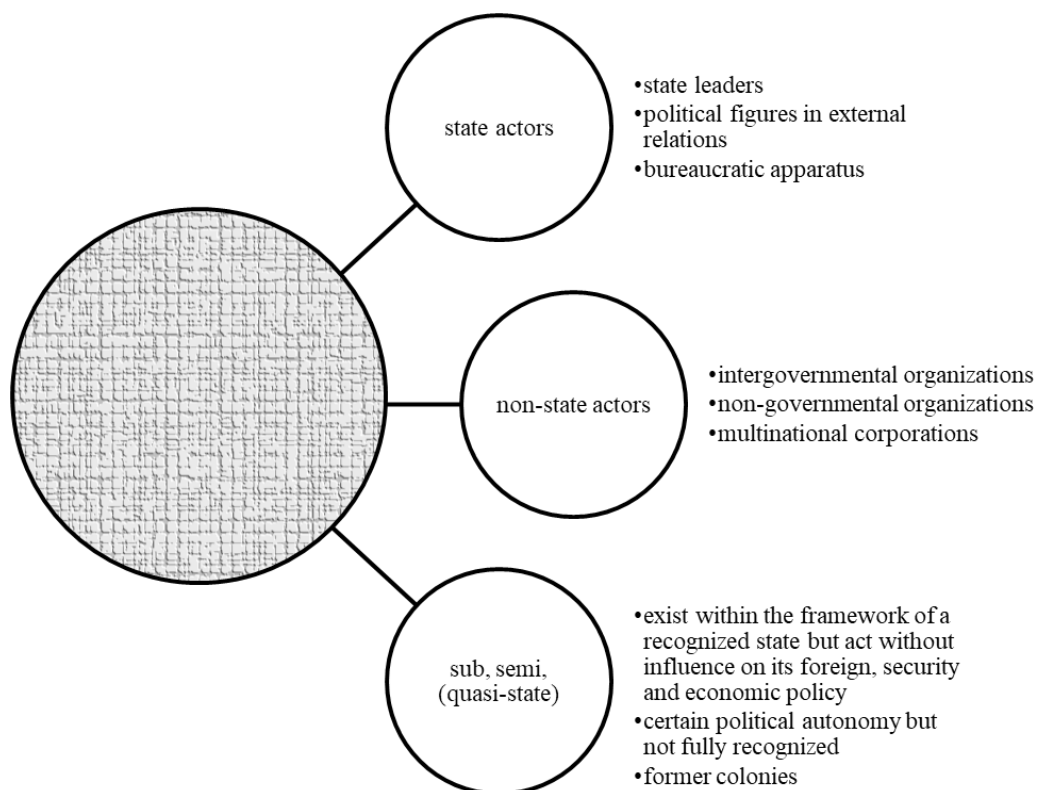 state actors
•state leaders
•political figures in external
relations
•bureaucratic apparatus
non-state actors
•intergovernmental organizations
•non-governmental organizations
•multinational corporations
sub, semi,
(quasi-state)
•exist within the framework of a
recognized state but act without
influence on its foreign, security
and economic policy
•certain political autonomy but
not fully recognized
•former colonies